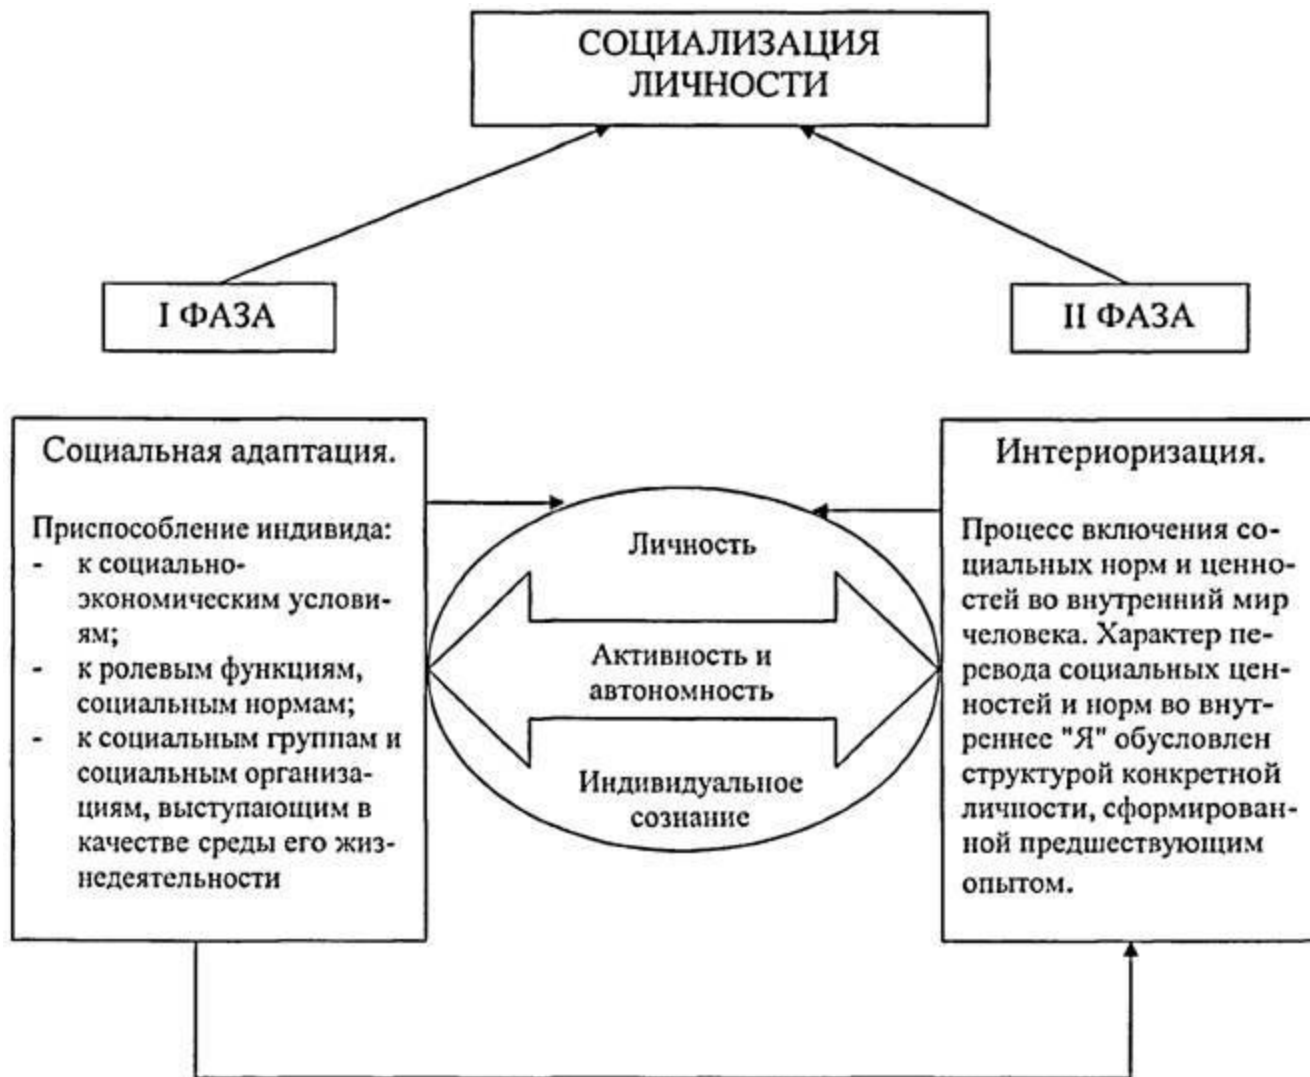 СОЦИАЛИЗАЦИЯ
ЛИЧНОСТИ
I ФАЗА
II ФАЗА
Социальная адаптация.
Приспособление индивида:
- к социально-
экономическим услови-
ям;
- к ролевым функциям,
социальным нормам;
- к социальным группам и
социальным организа-
циям, выступающим в
качестве среды его жиз-
недеятельности
Личность
Активность и
автономность
Индивидуальное
сознание
Интериоризация.
Процесс включения со-
циальных норм и ценно-
стей во внутренний мир
человека. Характер пе-
ревода социальных цен-
ностей и норм во внут-
реннее "Я" обусловлен
структурой конкретной
личности, сформирован-
ной предшествующим
опытом.